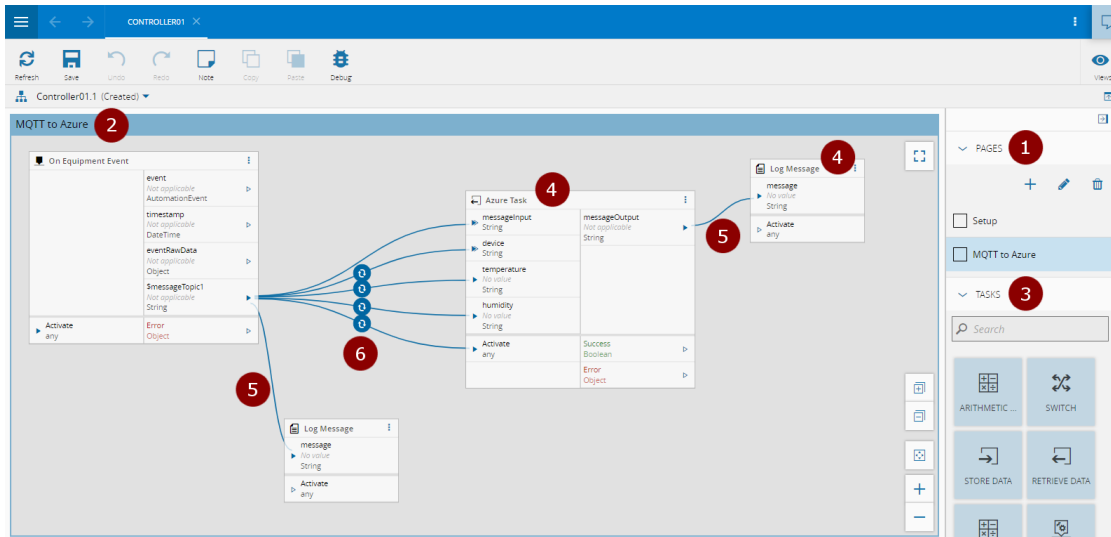 CONTROLLER01
Refresh
Save
Undo
Redo
Note
Copy
Paste
Debug
Views
Controller01.1 (Created)
MQTT to Azure
2
On Equipment Event
event
Not applicable
AutomationEvent
timestamp
Not applicable
DateTime
eventRawData
Not applicable
Object
$messageTopic1
Not applicable
String
Activate
any
Error
Object
4
Azure Task
messageInput
String
device
String
temperature
No value
String
humidity
No value
String
messageOutput
Not applicable
String
Activate
any
Success
Boolean
Error
Object
4
Log Message
message
No value
String
Activate
any
5
6
5
Log Message
message
No value
String
Activate
any
PAGES
1
Setup
MQTT to Azure
TASKS
3
Search
ARITHMETIC ...
SWITCH
STORE DATA
RETRIEVE DATA